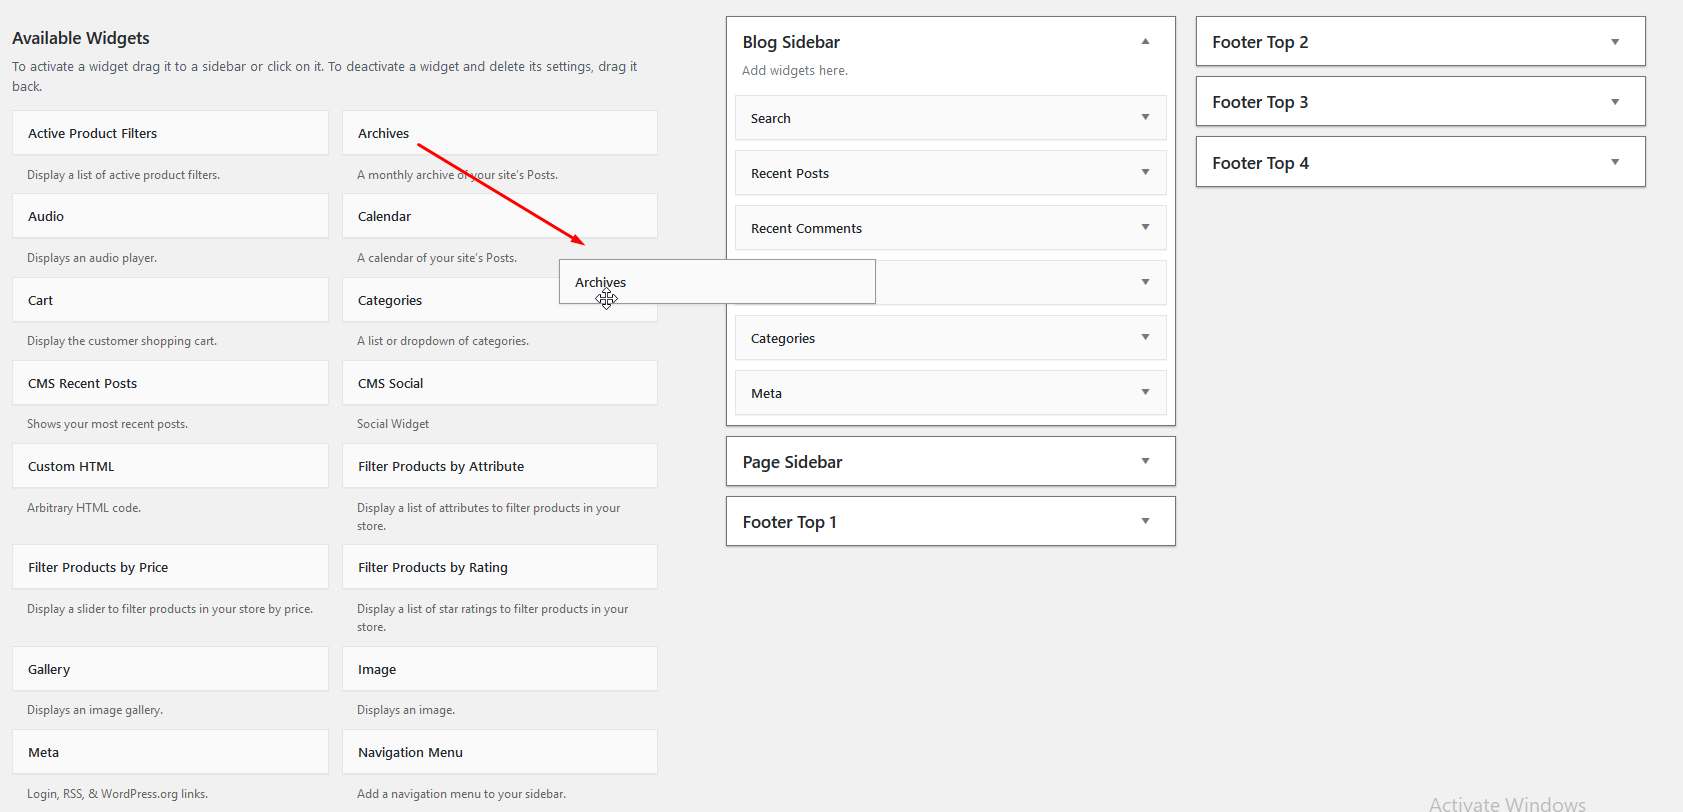 Available Widgets
To activate a widget drag it to a sidebar or click on it. To deactivate a widget and delete its settings, drag it
back.
Active Product Filters
Display a list of active product filters.
Archives
A monthly archive of your site's Posts.
Audio
Displays an audio player.
Calendar
A calendar of your site's Posts.
Archives
Cart
Display the customer shopping cart.
Categories
A list or dropdown of categories.
CMS Recent Posts
Shows your most recent posts.
CMS Social
Social Widget
Custom HTML
Arbitrary HTML code.
Filter Products by Attribute
Display a list of attributes to filter products in your
store.
Filter Products by Price
Display a slider to filter products in your store by price.
Filter Products by Rating
Display a list of star ratings to filter products in your
store.
Gallery
Displays an image gallery.
Image
Displays an image.
Meta
Login, RSS, & WordPress.org links.
Navigation Menu
Add a navigation menu to your sidebar.
Blog Sidebar
Add widgets here.
Search
Recent Posts
Recent Comments
Categories
Meta
Page Sidebar
Footer Top 1
Footer Top 2
Footer Top 3
Footer Top 4
Activate Windows